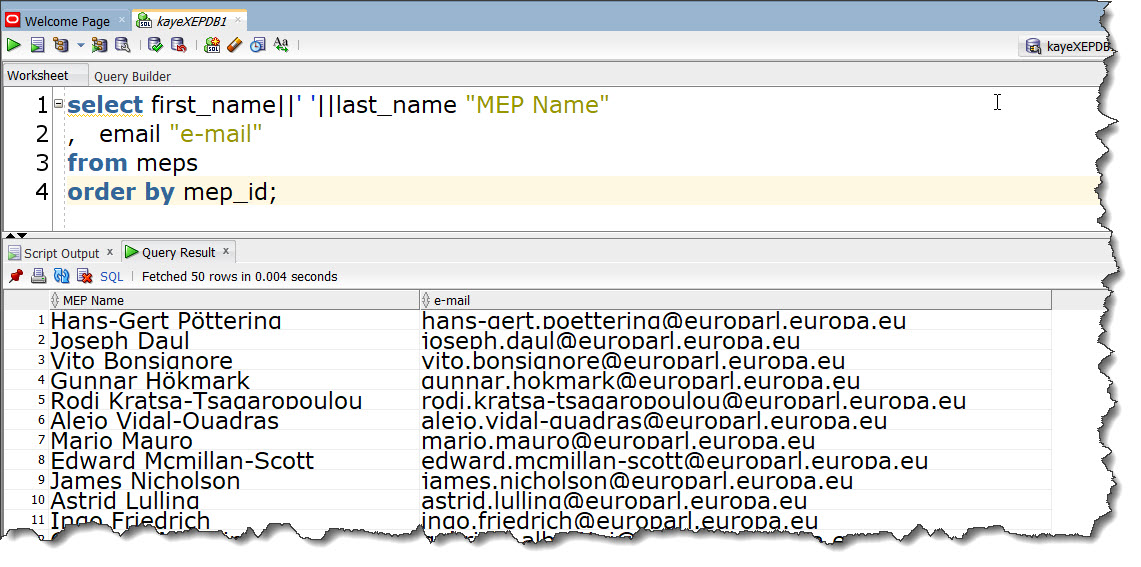 Welcome Page kayeXEPDB1
kayeXEPDB
Worksheet Query Builder
1 select first_name||' '||last_name "MEP Name"
2 , email "e-mail"
3 from meps
4 order by mep_id;
Script Output x Query Result x
SQL | Fetched 50 rows in 0.004 seconds
MEP Name e-mail
1 Hans-Gert Pöttering hans-gert.poettering@europarl.europa.eu
2 Joseph Daul joseph.daul@europarl.europa.eu
3 Vito Bonsignore vito.bonsignore@europarl.europa.eu
4 Gunnar Hökmark gunnar.hokmark@europarl.europa.eu
5 Rodi Kratsa-Tsagaropoulou rodi.kratsa-tsagaropoulou@europarl.europa.eu
6 Alejo Vidal-Quadras alejo.vidal-quadras@europarl.europa.eu
7 Mario Mauro mario.mauro@europarl.europa.eu
8 Edward Mcmillan-Scott edward.mcmillan-scott@europarl.europa.eu
9 James Nicholson james.nicholson@europarl.europa.eu
10 Astrid Lulling astrid.lulling@europarl.europa.eu
11 Ingo Friedrich ingo.friedrich@europarl.europa.eu